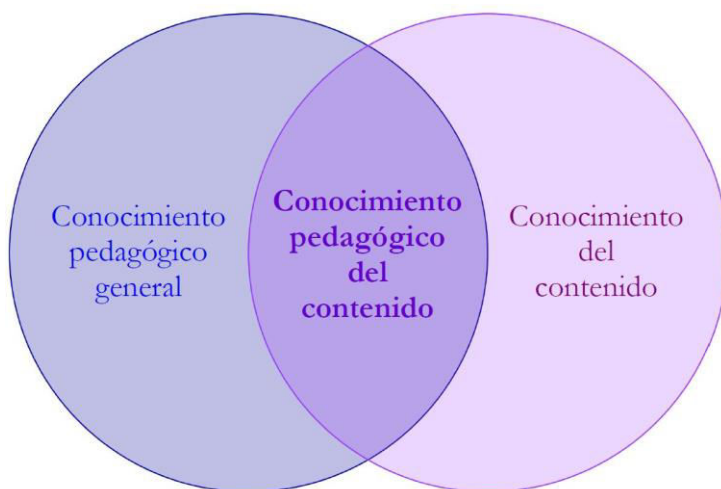 Conocimiento
pedagógico
general
Conocimiento
pedagógico
del
contenido
Conocimiento
del
contenido